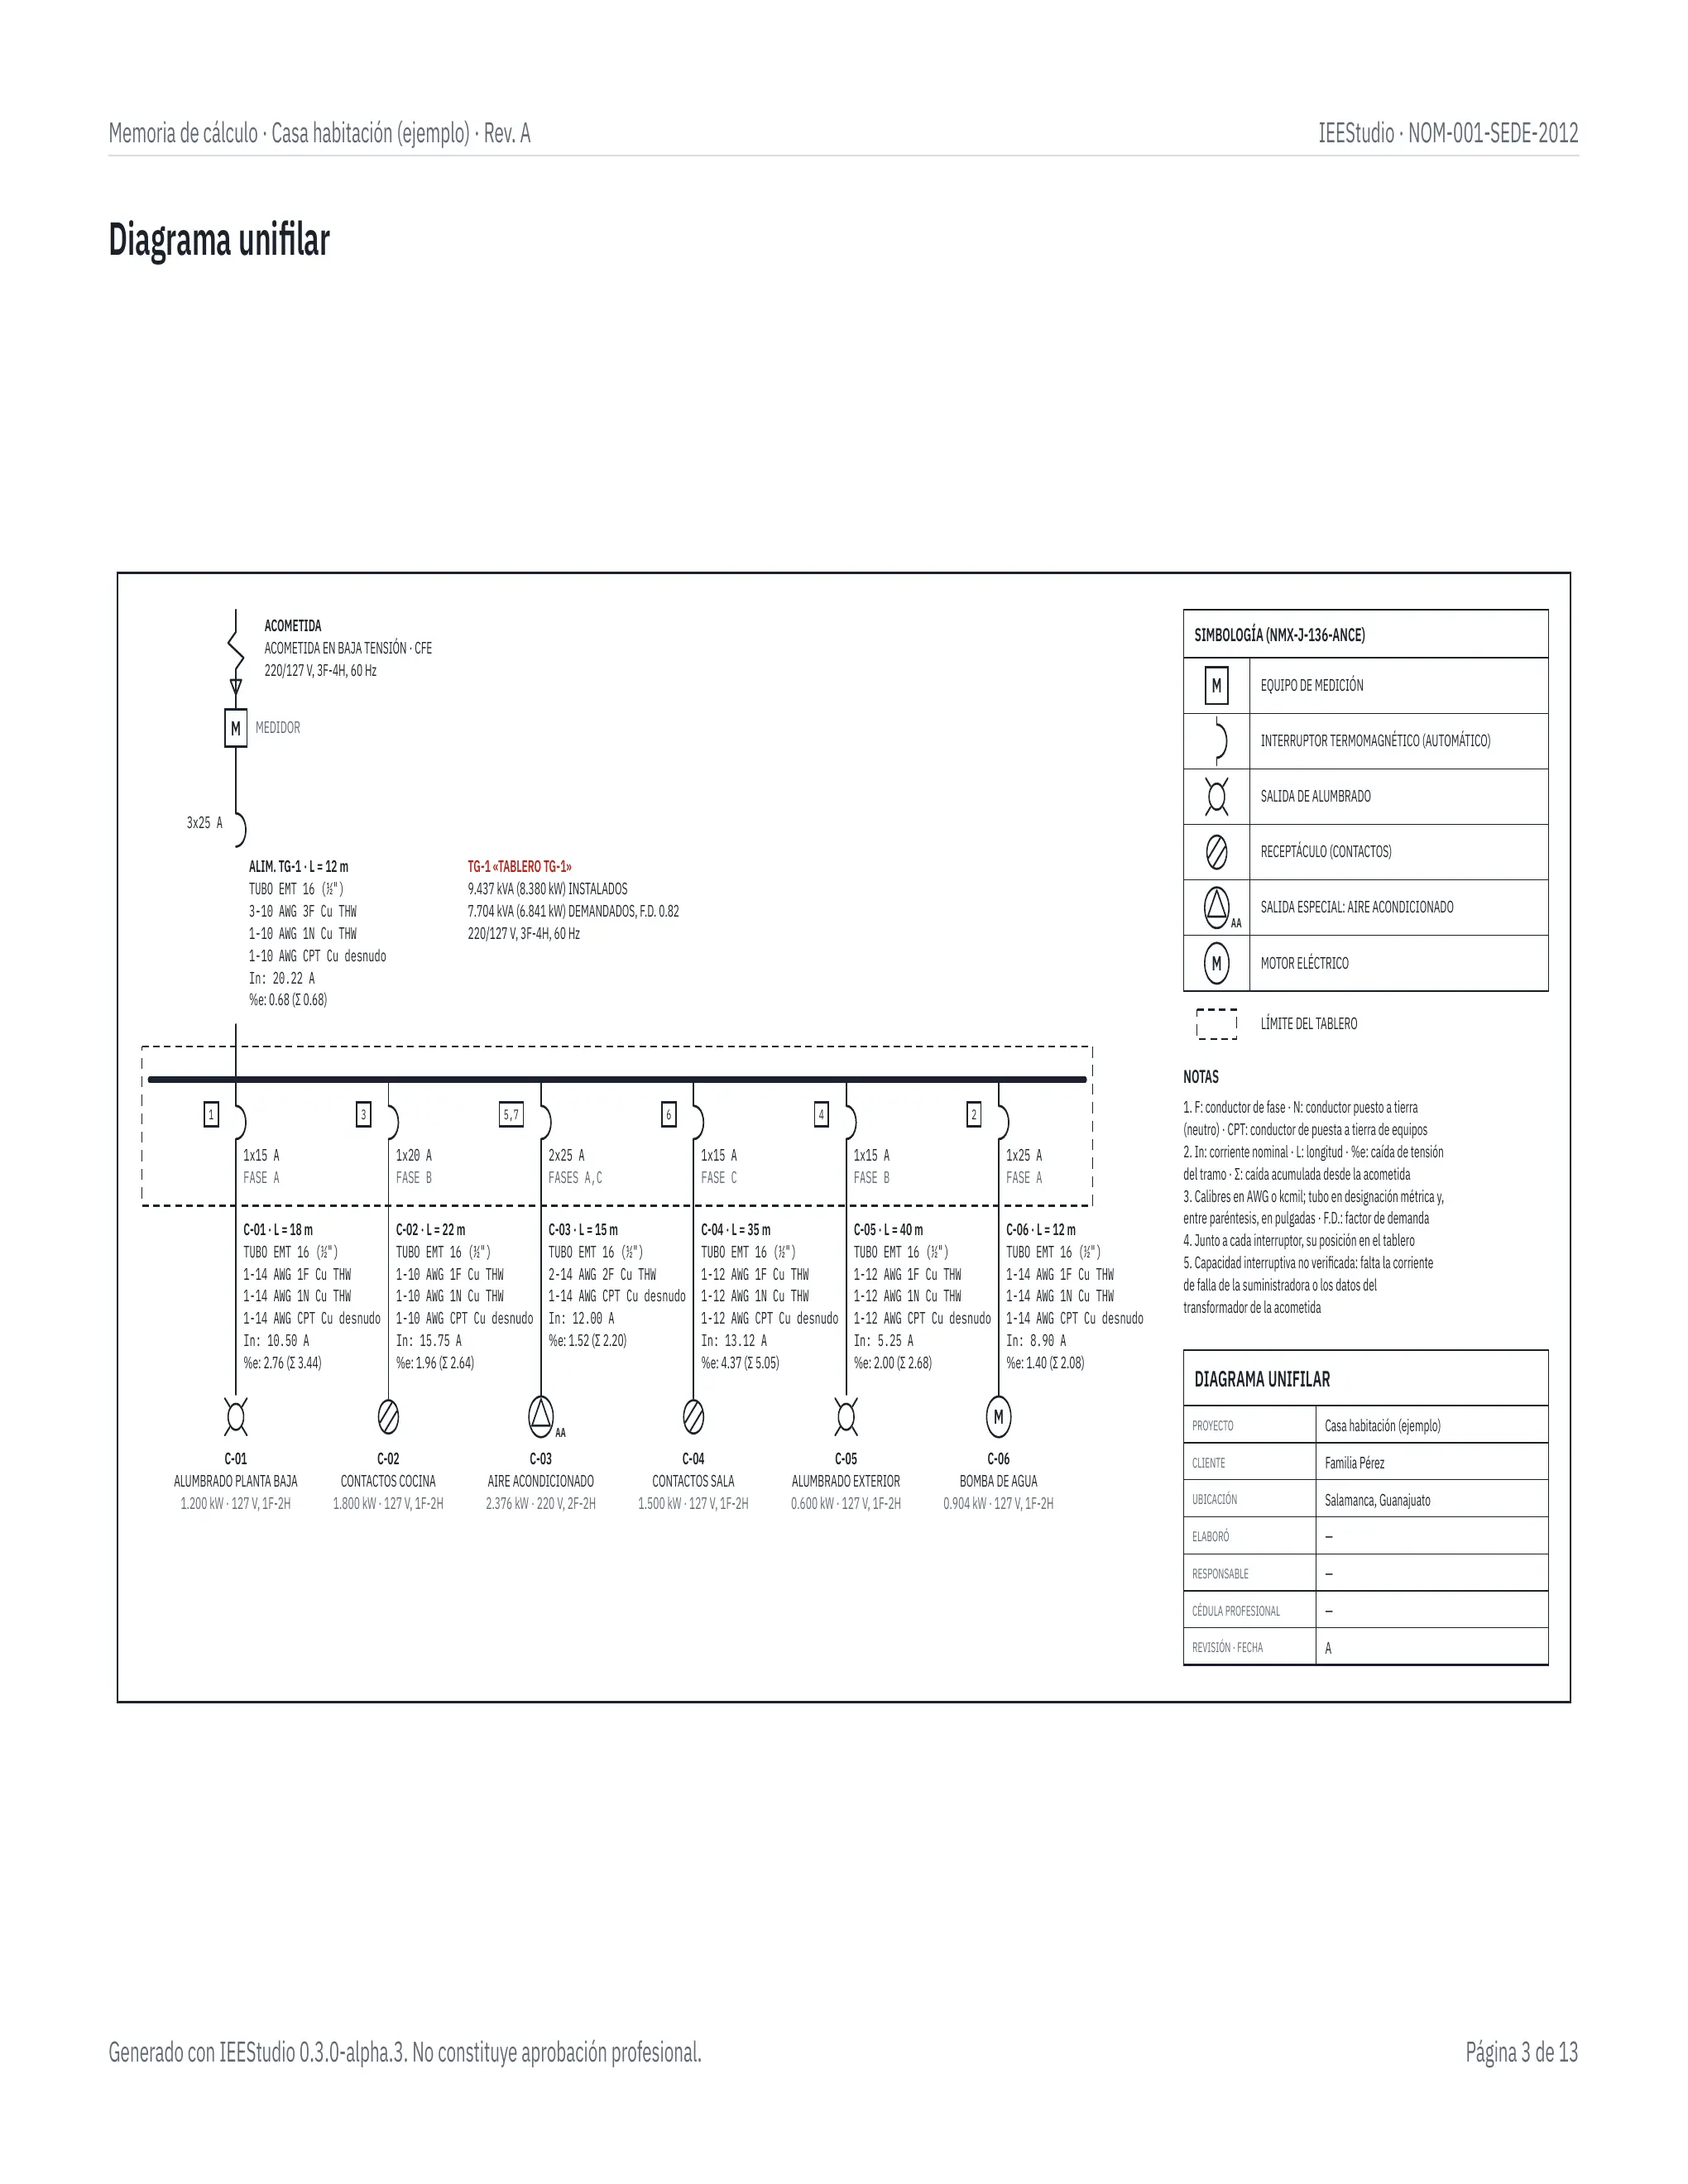 Memoria de cálculo · Casa habitación (ejemplo) · Rev. A
IEEStudio · NOM-001-SEDE-2012
Diagrama unifilar
ACOMETIDA
ACOMETIDA EN BAJA TENSIÓN · CFE
220/127 V, 3F-4H, 60 Hz
M
MEDIDOR
3x25 A
ALIM. TG-1 · L = 12 m
TUBO EMT 16 (½")
3-10 AWG 3F Cu THW
1-10 AWG 1N Cu THW
1-10 AWG CPT Cu desnudo
In: 20.22 A
%e: 0.68 (Σ 0.68)
TG-1 «TABLERO TG-1»
9.437 kVA (8.380 kW) INSTALADOS
7.704 kVA (6.841 kW) DEMANDADOS, F.D. 0.82
220/127 V, 3F-4H, 60 Hz
1
1x15 A
FASE A
C-01 · L = 18 m
TUBO EMT 16 (½")
1-14 AWG 1F Cu THW
1-14 AWG 1N Cu THW
1-14 AWG CPT Cu desnudo
In: 10.50 A
%e: 2.76 (Σ 3.44)
C-01
ALUMBRADO PLANTA BAJA
1.200 kW · 127 V, 1F-2H
3
1x20 A
FASE B
C-02 · L = 22 m
TUBO EMT 16 (½")
1-10 AWG 1F Cu THW
1-10 AWG 1N Cu THW
1-10 AWG CPT Cu desnudo
In: 15.75 A
%e: 1.96 (Σ 2.64)
C-02
CONTACTOS COCINA
1.800 kW · 127 V, 1F-2H
5,7
2x25 A
FASES A,C
C-03 · L = 15 m
TUBO EMT 16 (½")
2-14 AWG 2F Cu THW
1-14 AWG CPT Cu desnudo
In: 12.00 A
%e: 1.52 (Σ 2.20)
AA
C-03
AIRE ACONDICIONADO
2.376 kW · 220 V, 2F-2H
6
1x15 A
FASE C
C-04 · L = 35 m
TUBO EMT 16 (½")
1-12 AWG 1F Cu THW
1-12 AWG 1N Cu THW
1-12 AWG CPT Cu desnudo
In: 13.12 A
%e: 4.37 (Σ 5.05)
C-04
CONTACTOS SALA
1.500 kW · 127 V, 1F-2H
4
1x15 A
FASE B
C-05 · L = 40 m
TUBO EMT 16 (½")
1-12 AWG 1F Cu THW
1-12 AWG 1N Cu THW
1-12 AWG CPT Cu desnudo
In: 5.25 A
%e: 2.00 (Σ 2.68)
C-05
ALUMBRADO EXTERIOR
0.600 kW · 127 V, 1F-2H
2
1x25 A
FASE A
C-06 · L = 12 m
TUBO EMT 16 (½")
1-14 AWG 1F Cu THW
1-14 AWG 1N Cu THW
1-14 AWG CPT Cu desnudo
In: 8.90 A
%e: 1.40 (Σ 2.08)
M
C-06
BOMBA DE AGUA
0.904 kW · 127 V, 1F-2H
SIMBOLOGÍA (NMX-J-136-ANCE)
M EQUIPO DE MEDICIÓN
INTERRUPTOR TERMOMAGNÉTICO (AUTOMÁTICO)
SALIDA DE ALUMBRADO
RECEPTÁCULO (CONTACTOS)
AA SALIDA ESPECIAL: AIRE ACONDICIONADO
M MOTOR ELÉCTRICO
LÍMITE DEL TABLERO
NOTAS
1. F: conductor de fase · N: conductor puesto a tierra
(neutro) · CPT: conductor de puesta a tierra de equipos
2. In: corriente nominal · L: longitud · %e: caída de tensión
del tramo · Σ: caída acumulada desde la acometida
3. Calibres en AWG o kcmil; tubo en designación métrica y,
entre paréntesis, en pulgadas · F.D.: factor de demanda
4. Junto a cada interruptor, su posición en el tablero
5. Capacidad interruptiva no verificada: falta la corriente
de falla de la suministradora o los datos del
transformador de la acometida
DIAGRAMA UNIFILAR
PROYECTO Casa habitación (ejemplo)
CLIENTE Familia Pérez
UBICACIÓN Salamanca, Guanajuato
ELABORÓ —
RESPONSABLE —
CÉDULA PROFESIONAL —
REVISIÓN · FECHA A
Generado con IEEStudio 0.3.0-alpha.3. No constituye aprobación profesional.
Página 3 de 13